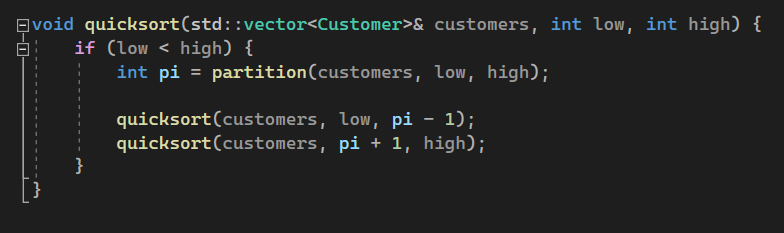 void quicksort(std::vector<Customer>& customers, int low, int high) {
    if (low < high) {
        int pi = partition(customers, low, high);

        quicksort(customers, low, pi - 1);
        quicksort(customers, pi + 1, high);
    }
}